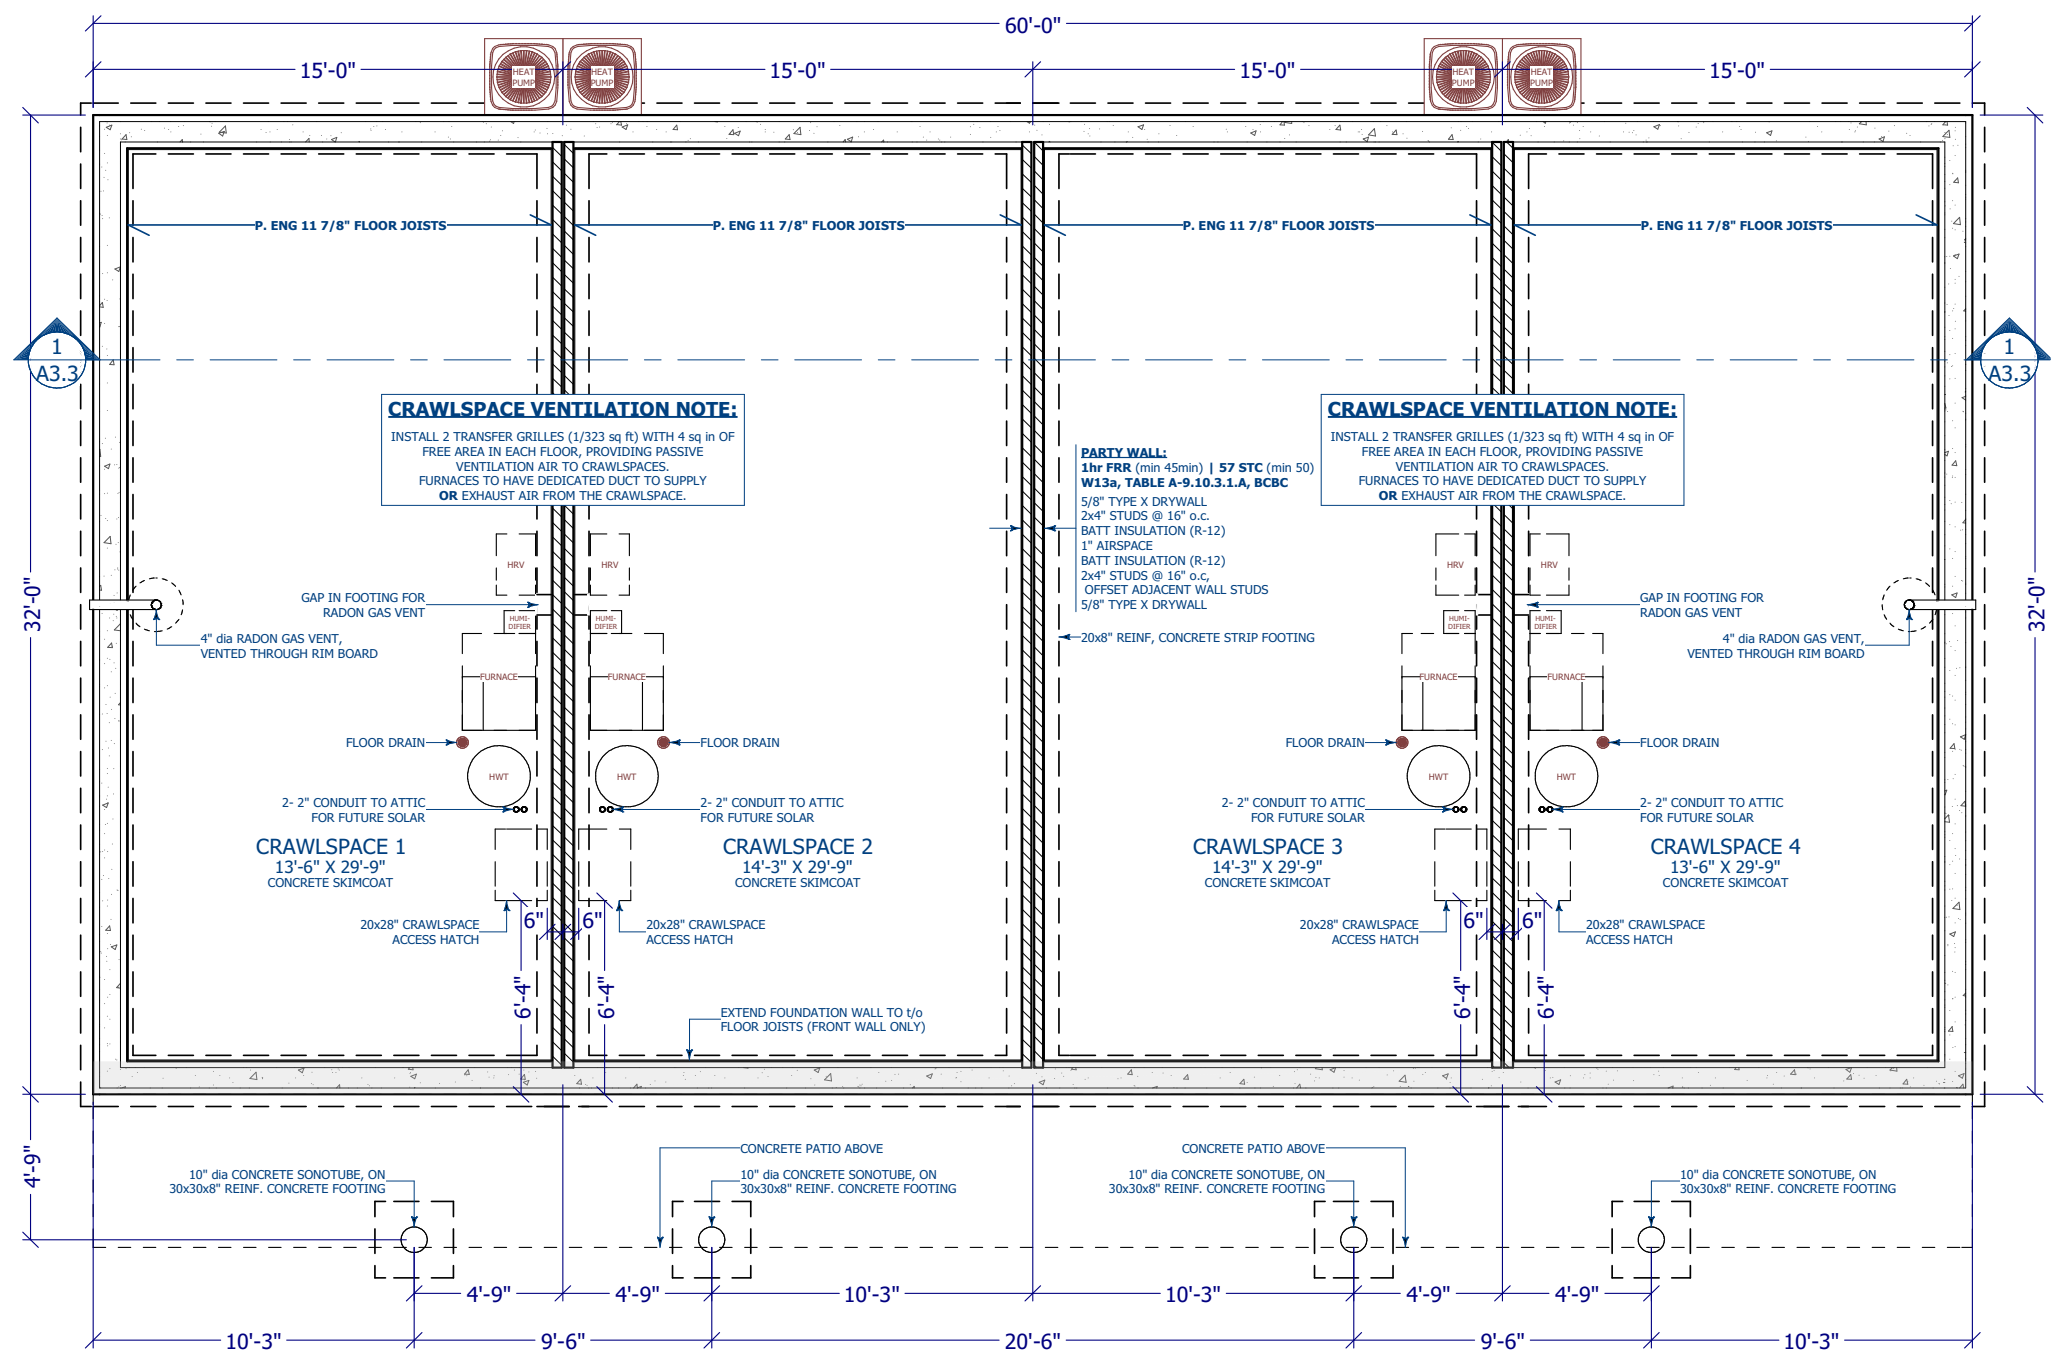 60'-0"
15'-0"
15'-0"
15'-0"
15'-0"
HEAT
PUMP
HEAT
PUMP
HEAT
PUMP
HEAT
PUMP
P. ENG 11 7/8" FLOOR JOISTS
P. ENG 11 7/8" FLOOR JOISTS
P. ENG 11 7/8" FLOOR JOISTS
P. ENG 11 7/8" FLOOR JOISTS
1
A3.3
1
A3.3
CRAWLSPACE VENTILATION NOTE:
INSTALL 2 TRANSFER GRILLES (1/323 sq ft) WITH 4 sq in OF
FREE AREA IN EACH FLOOR, PROVIDING PASSIVE
VENTILATION AIR TO CRAWLSPACES.
FURNACES TO HAVE DEDICATED DUCT TO SUPPLY
OR EXHAUST AIR FROM THE CRAWLSPACE.
CRAWLSPACE VENTILATION NOTE:
INSTALL 2 TRANSFER GRILLES (1/323 sq ft) WITH 4 sq in OF
FREE AREA IN EACH FLOOR, PROVIDING PASSIVE
VENTILATION AIR TO CRAWLSPACES.
FURNACES TO HAVE DEDICATED DUCT TO SUPPLY
OR EXHAUST AIR FROM THE CRAWLSPACE.
PARTY WALL:
1hr FRR (min 45min) | 57 STC (min 50)
W13a, TABLE A-9.10.3.1.A, BCBC
5/8" TYPE X DRYWALL
2x4" STUDS @ 16" o.c.
BATT INSULATION (R-12)
1" AIRSPACE
BATT INSULATION (R-12)
2x4" STUDS @ 16" o.c,
OFFSET ADJACENT WALL STUDS
5/8" TYPE X DRYWALL
20x8" REINF, CONCRETE STRIP FOOTING
32'-0"
32'-0"
HRV
HRV
HRV
HRV
GAP IN FOOTING FOR
RADON GAS VENT
GAP IN FOOTING FOR
RADON GAS VENT
HUMI-
DIFIER
HUMI-
DIFIER
HUMI-
DIFIER
HUMI-
DIFIER
4" dia RADON GAS VENT,
VENTED THROUGH RIM BOARD
4" dia RADON GAS VENT,
VENTED THROUGH RIM BOARD
FURNACE
FURNACE
FURNACE
FURNACE
FLOOR DRAIN
FLOOR DRAIN
FLOOR DRAIN
FLOOR DRAIN
HWT
HWT
HWT
HWT
2- 2" CONDUIT TO ATTIC
FOR FUTURE SOLAR
2- 2" CONDUIT TO ATTIC
FOR FUTURE SOLAR
2- 2" CONDUIT TO ATTIC
FOR FUTURE SOLAR
2- 2" CONDUIT TO ATTIC
FOR FUTURE SOLAR
CRAWLSPACE 1
13'-6" X 29'-9"
CONCRETE SKIMCOAT
CRAWLSPACE 2
14'-3" X 29'-9"
CONCRETE SKIMCOAT
CRAWLSPACE 3
14'-3" X 29'-9"
CONCRETE SKIMCOAT
CRAWLSPACE 4
13'-6" X 29'-9"
CONCRETE SKIMCOAT
20x28" CRAWLSPACE
ACCESS HATCH
6"
6"
20x28" CRAWLSPACE
ACCESS HATCH
20x28" CRAWLSPACE
ACCESS HATCH
6"
6"
20x28" CRAWLSPACE
ACCESS HATCH
6'-4"
6'-4"
6'-4"
6'-4"
EXTEND FOUNDATION WALL TO t/o
FLOOR JOISTS (FRONT WALL ONLY)
4'-9"
CONCRETE PATIO ABOVE
CONCRETE PATIO ABOVE
10" dia CONCRETE SONOTUBE, ON
30x30x8" REINF. CONCRETE FOOTING
10" dia CONCRETE SONOTUBE, ON
30x30x8" REINF. CONCRETE FOOTING
10" dia CONCRETE SONOTUBE, ON
30x30x8" REINF. CONCRETE FOOTING
10" dia CONCRETE SONOTUBE, ON
30x30x8" REINF. CONCRETE FOOTING
4'-9"
4'-9"
10'-3"
10'-3"
4'-9"
4'-9"
10'-3"
9'-6"
20'-6"
9'-6"
10'-3"